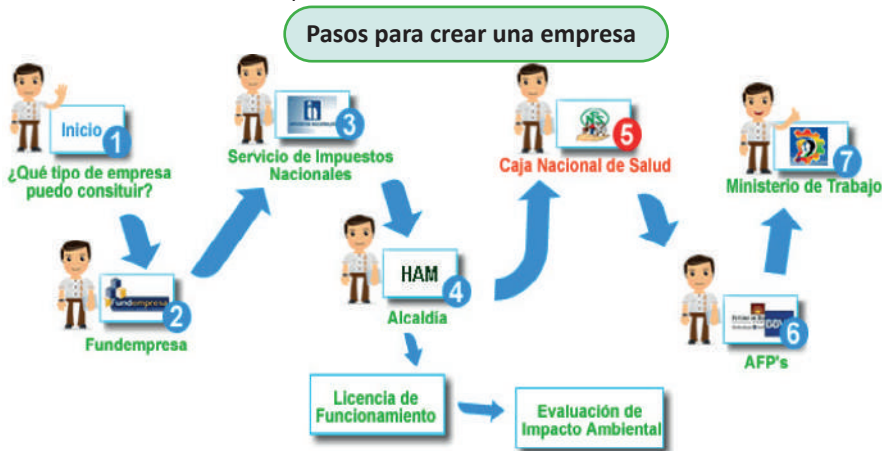 Pasos para crear una empresa
Inicio
1
¿Qué tipo de empresa
puedo consituir?
Fundempresa
2
Fundempresa
3
Servicio de Impuestos
Nacionales
HAM
4
Alcaldía
Licencia de
Funcionamiento
Evaluación de
Impacto Ambiental
5
Caja Nacional de Salud
6
AFP's
7
Ministerio de Trabajo